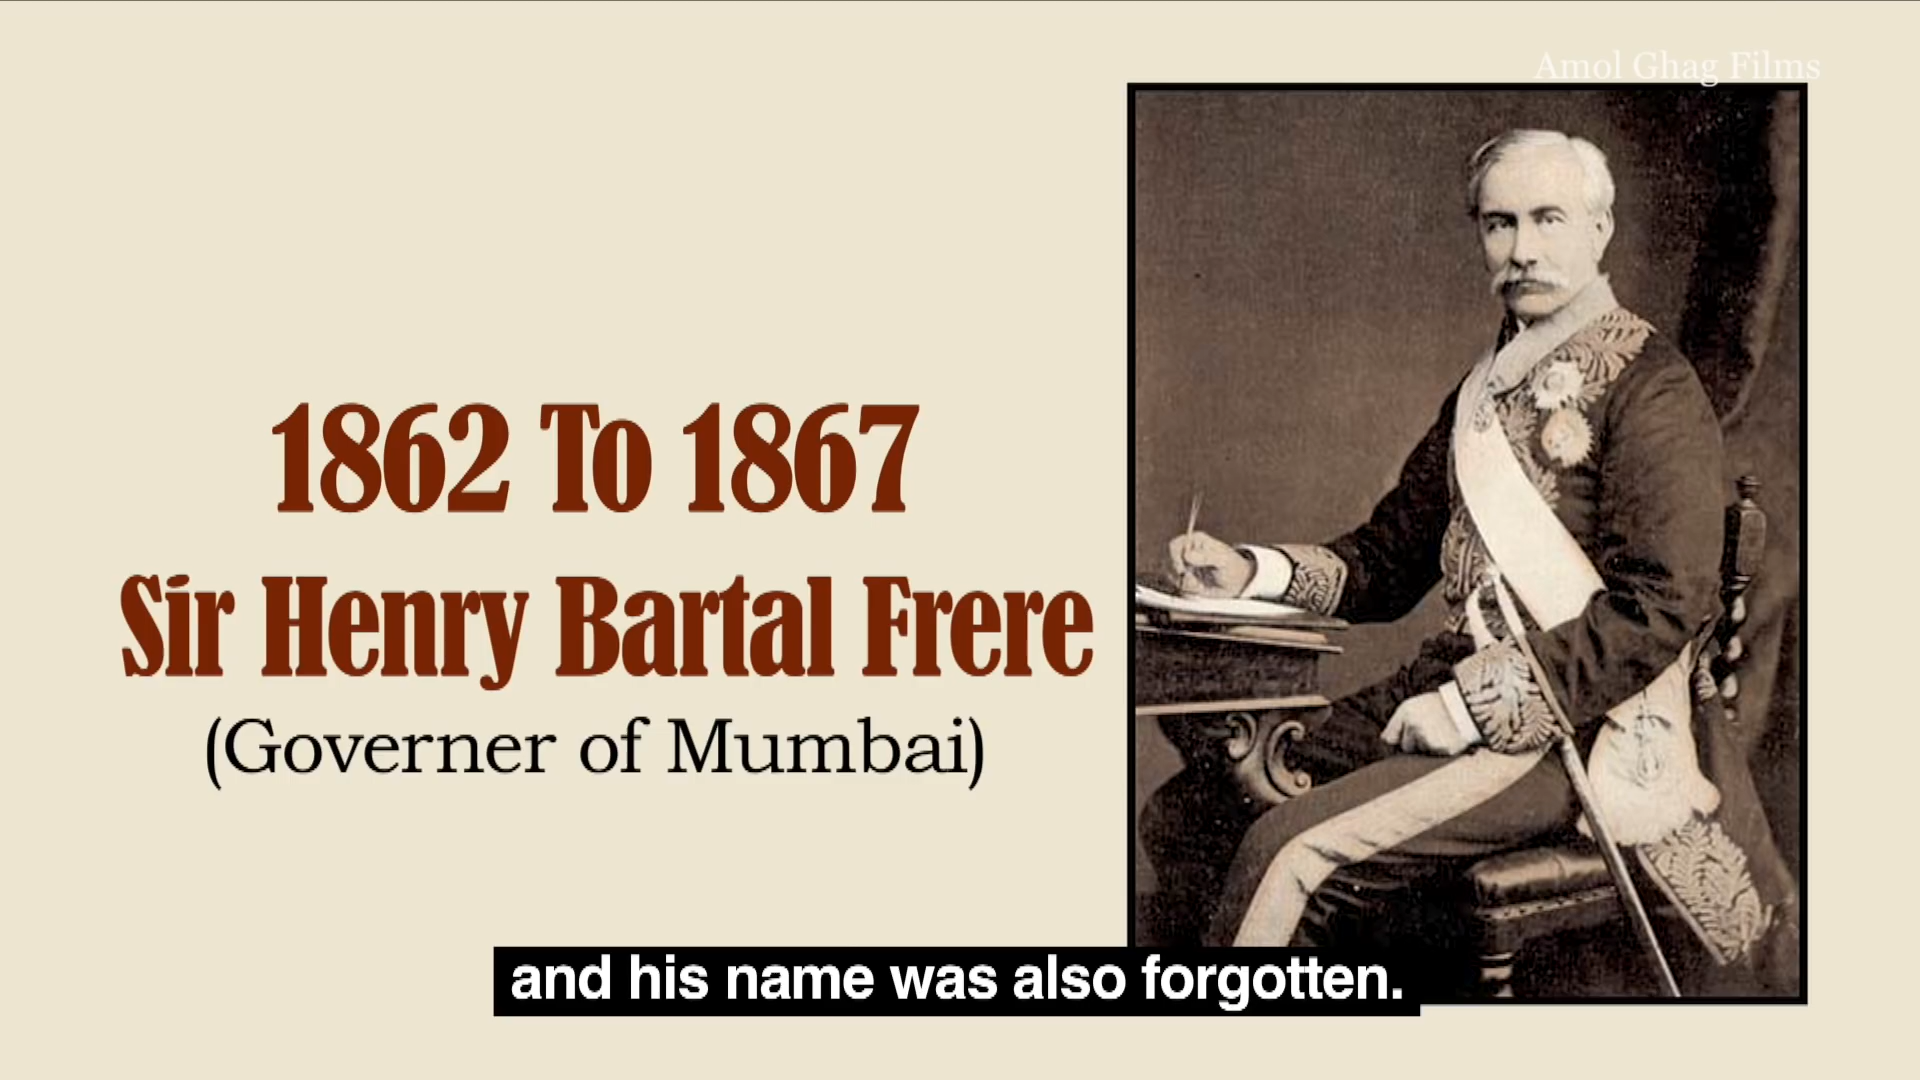 Amol Ghag Films
1862 To 1867
Sir Henry Bartal Frere
(Governer of Mumbai)
and his name was also forgotten.